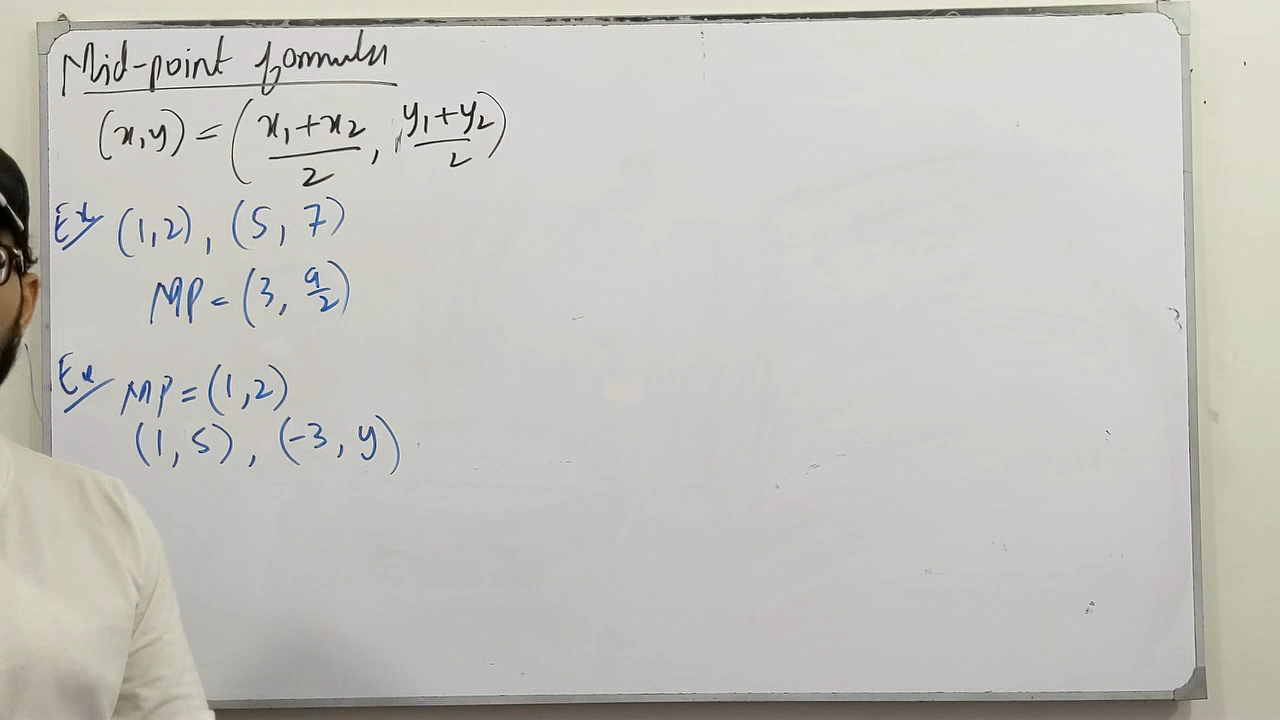 Mid-point formula
(x,y) = (x₁+x₂/2, y₁+y₂/2)
Ex (1,2), (5, 7)
MP = (3, 9/2)
Ex MP = (1,2)
(1,5), (-3, y)